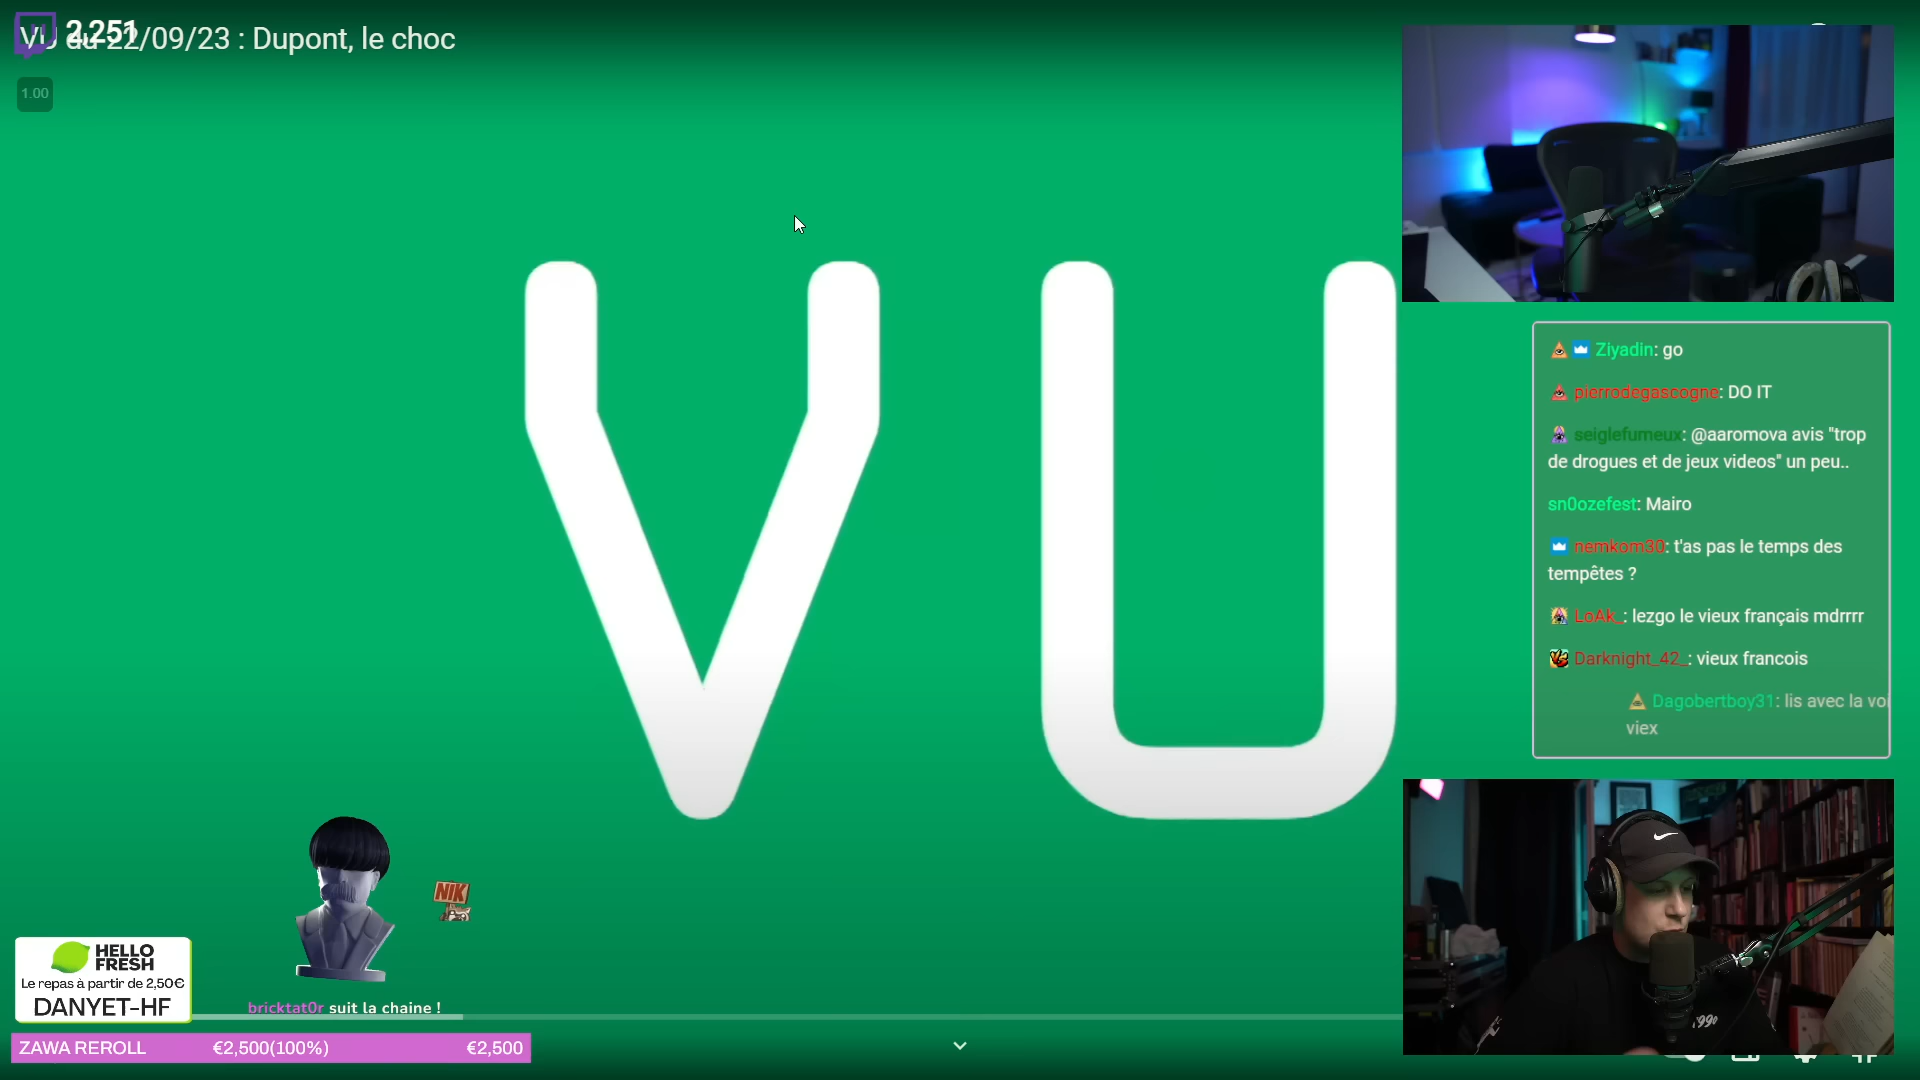 2.251
VU du 22/09/23 : Dupont, le choc
1.00
VU
Ziyadin: go
pierrodegascogne: DO IT
seiglefumeux: @aaromova avis "trop
de drogues et de jeux videos" un peu..
sn0ozefest: Mairo
nemkom30: t'as pas le temps des
tempêtes ?
LoAk_: lezgo le vieux français mdrrrr
Darknight_42_: vieux francois
Dagobertboy31: lis avec la voi
viex
NIK
HELLO
FRESH
Le repas à partir de 2,50€
DANYET-HF
bricktat0r suit la chaine !
ZAWA REROLL €2,500(100%) €2,500
1990